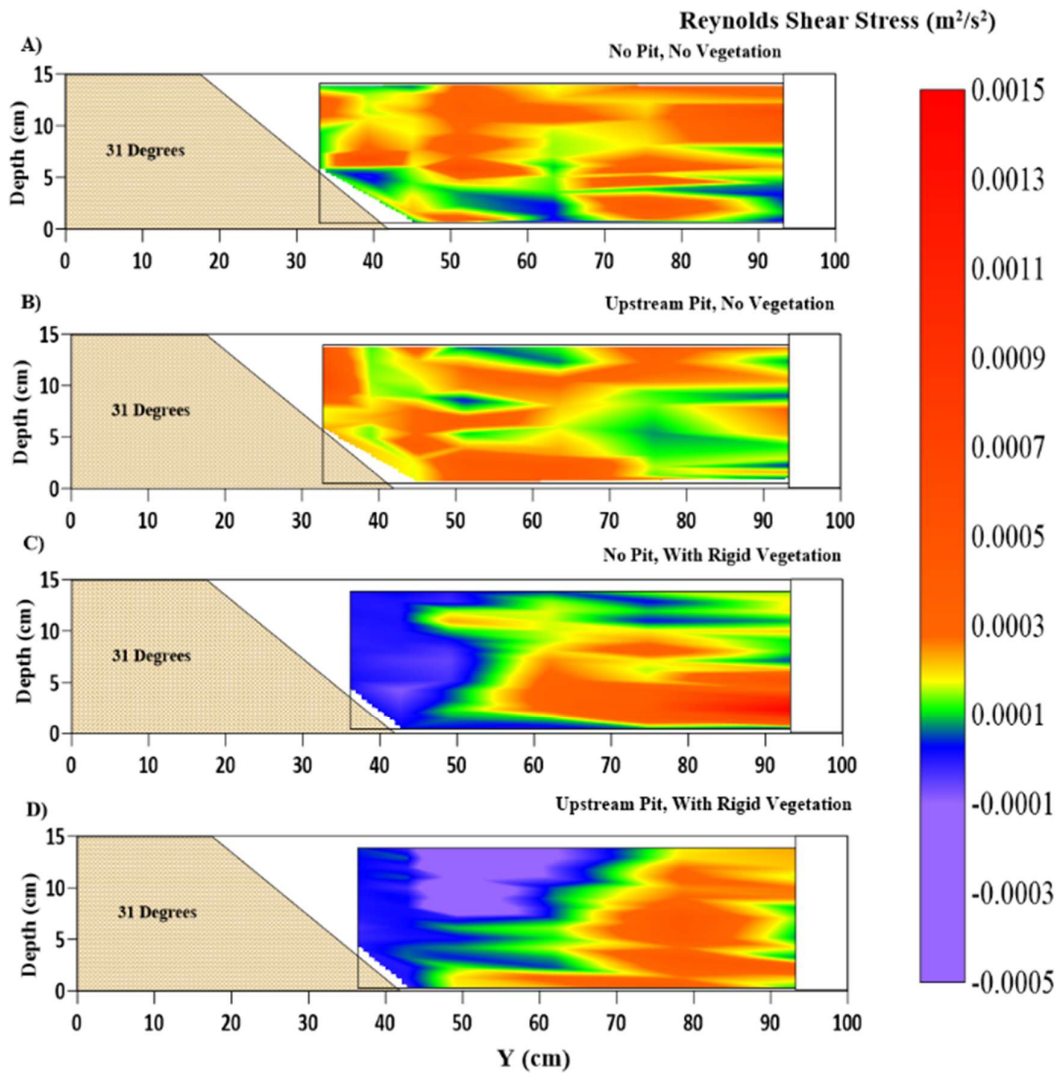 Reynolds Shear Stress (m²/s²)
A)
No Pit, No Vegetation
Depth (cm)
15
10
5
0
31 Degrees
0 10 20 30 40 50 60 70 80 90 100
B)
Upstream Pit, No Vegetation
Depth (cm)
15
10
5
0
31 Degrees
0 10 20 30 40 50 60 70 80 90 100
C)
No Pit, With Rigid Vegetation
Depth (cm)
15
10
5
0
31 Degrees
0 10 20 30 40 50 60 70 80 90 100
D)
Upstream Pit, With Rigid Vegetation
Depth (cm)
15
10
5
0
31 Degrees
0 10 20 30 40 50 60 70 80 90 100
Y (cm)
0.0015
0.0013
0.0011
0.0009
0.0007
0.0005
0.0003
0.0001
-0.0001
-0.0003
-0.0005